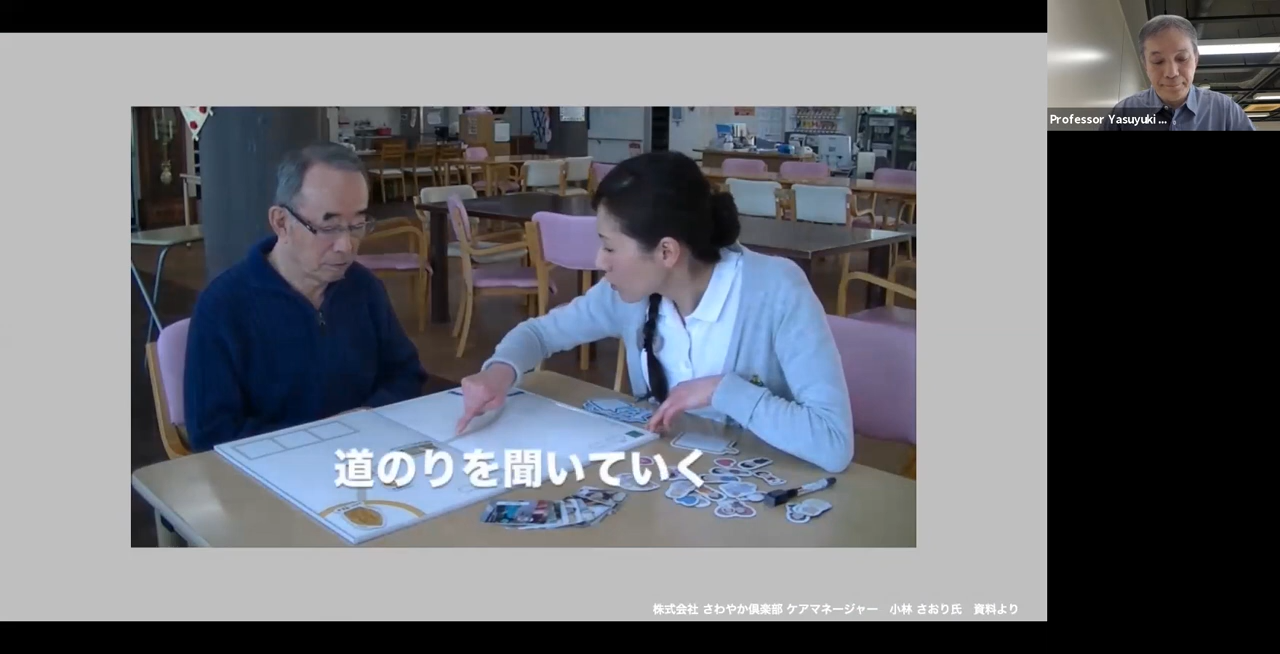 Professor Yasuyuki ...
道のりを聞いていく
株式会社 さわやか倶楽部 ケアマネージャー　小林 さおり氏　資料より